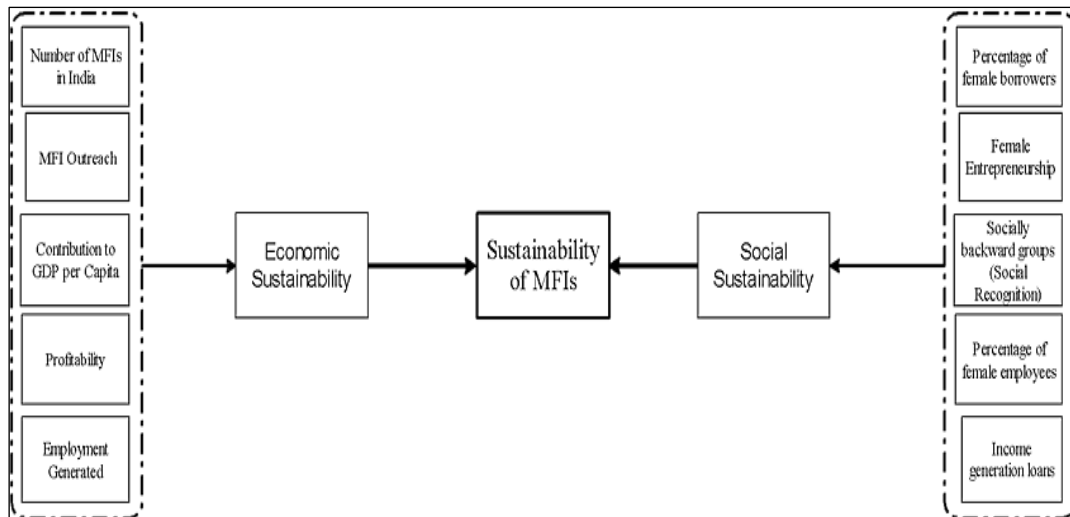 Number of MFIs
in India
MFI Outreach
Contribution to
GDP per Capita
Profitability
Employment
Generated
Economic
Sustainability
Sustainability
of MFIs
Social
Sustainability
Percentage of
female borrowers
Female
Entrepreneurship
Socially
backward groups
(Social
Recognition)
Percentage of
female employees
Income
generation loans